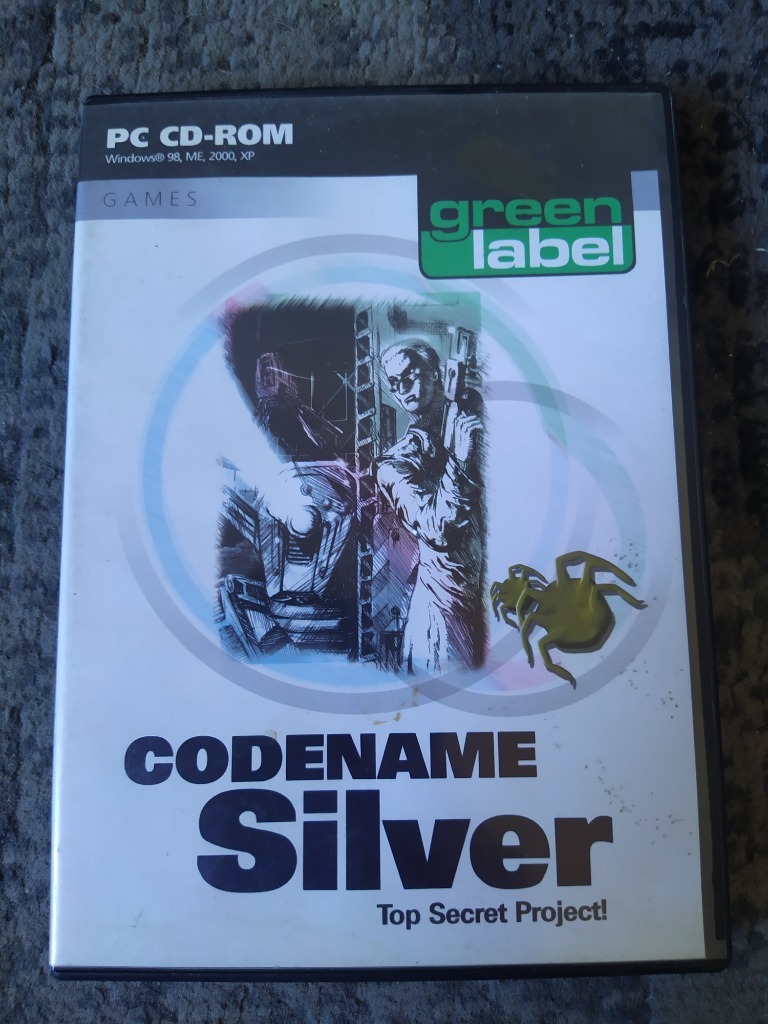 PC CD-ROM
Windows® 98, ME, 2000, XP
GAMES
green
label
CODENAME
Silver
Top Secret Project!